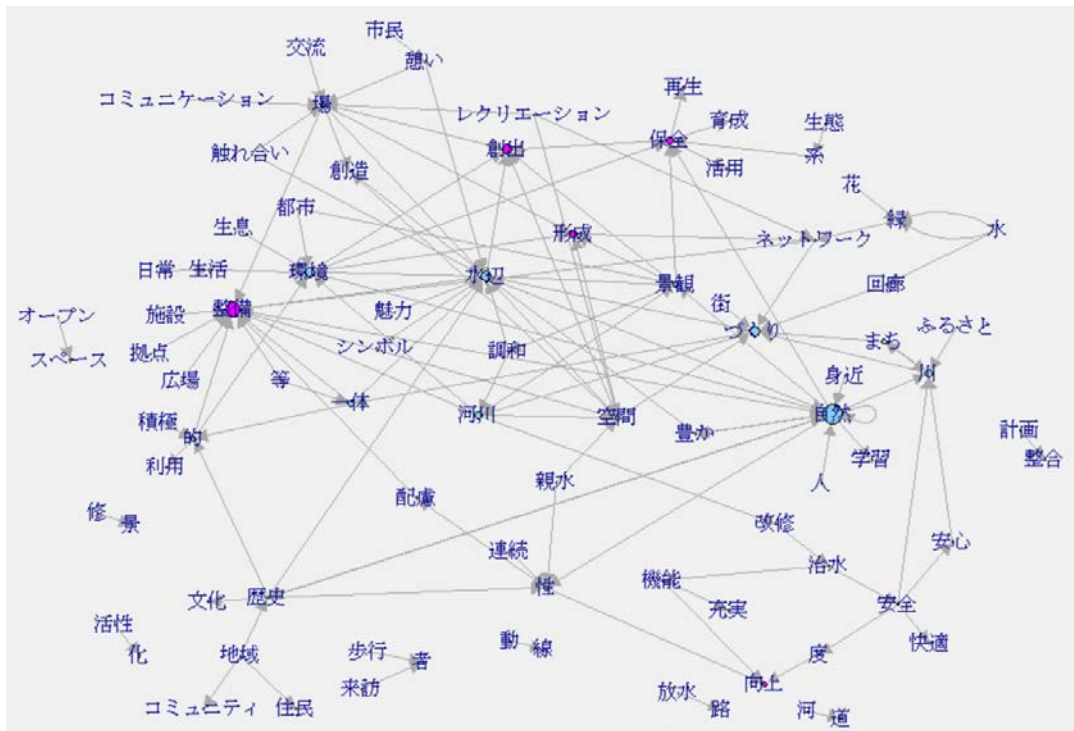 市民
交流
憩い
コミュニケーション
場
再生
レクリエーション
育成
生態
創出
保全
系
触れ合い
創造
活用
花
都市
緑
生息
形成
ネットワーク
水
日常
生活
環境
水辺
景観
回廊
オープン
施設
整備
魅力
街
づくり
ふるさと
スペース
拠点
シンボル
調和
まち
広場
等
身近
川
一体
積極
的
河川
空間
豊か
自然
計画
利用
学習
整合
人
親水
配慮
修
景
改修
連続
安心
治水
機能
性
文化
歴史
充実
安全
活性
化
地域
歩行
者
動
線
度
快適
来訪
向上
放水
路
コミュニティ
住民
河
道